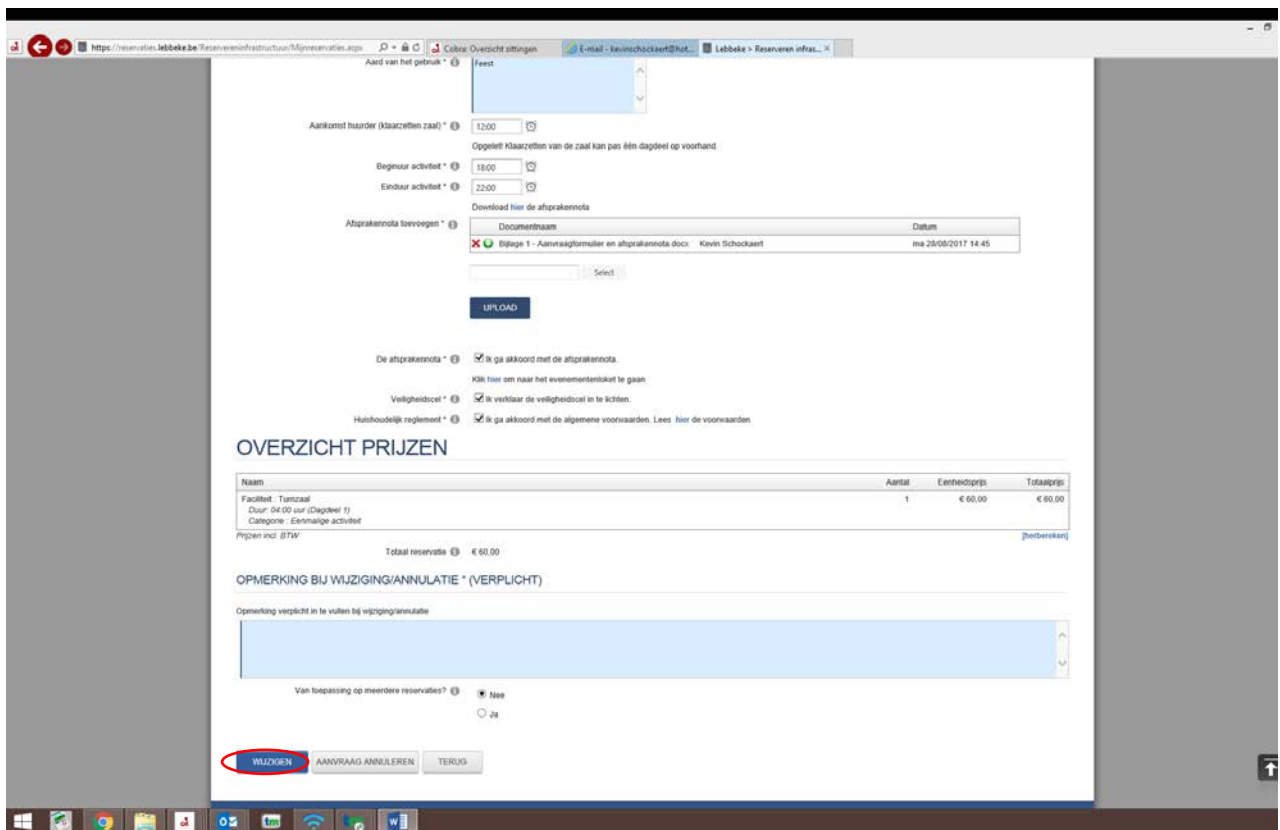 https://reservaties.lebbeke.be/Reservereninfrastructuur/Mijnreservaties.aspx
Cobra: Overzicht zittingen
E-mail - kevinschockaert@hot...
Lebbeke > Reserveren infras...
Aard van het gebruik *
Feest
Aankomst huurder (klaarzetten zaal) *
12:00
Opgelet! Klaarzetten van de zaal kan pas één dagdeel op voorhand.
Beginuur activiteit *
18:00
Einduur activiteit *
22:00
Download hier de afsprakennota
Afsprakennota toevoegen *
Documentnaam Datum
Bijlage 1 - Aanvraagformulier en afsprakennota.docx Kevin Schockaert ma 28/08/2017 14:45
Select
UPLOAD
De afsprakennota *
Ik ga akkoord met de afsprakennota.
Klik hier om naar het evenementenloket te gaan
Veiligheidscel *
Ik verklaar de veiligheidscel in te lichten.
Huishoudelijk reglement *
Ik ga akkoord met de algemene voorwaarden. Lees hier de voorwaarden.
OVERZICHT PRIJZEN
Naam Aantal Eenheidsprijs Totaalprijs
Faciliteit : Turnzaal 1 € 60,00 € 60,00
Duur: 04:00 uur (Dagdeel 1)
Categorie : Eenmalige activiteit
Prijzen incl. BTW [herbereken]
Totaal reservatie € 60,00
OPMERKING BIJ WIJZIGING/ANNULATIE * (VERPLICHT)
Opmerking verplicht in te vullen bij wijziging/annulatie
Van toepassing op meerdere reservaties?
Nee
Ja
WIJZIGEN AANVRAAG ANNULEREN TERUG
tm